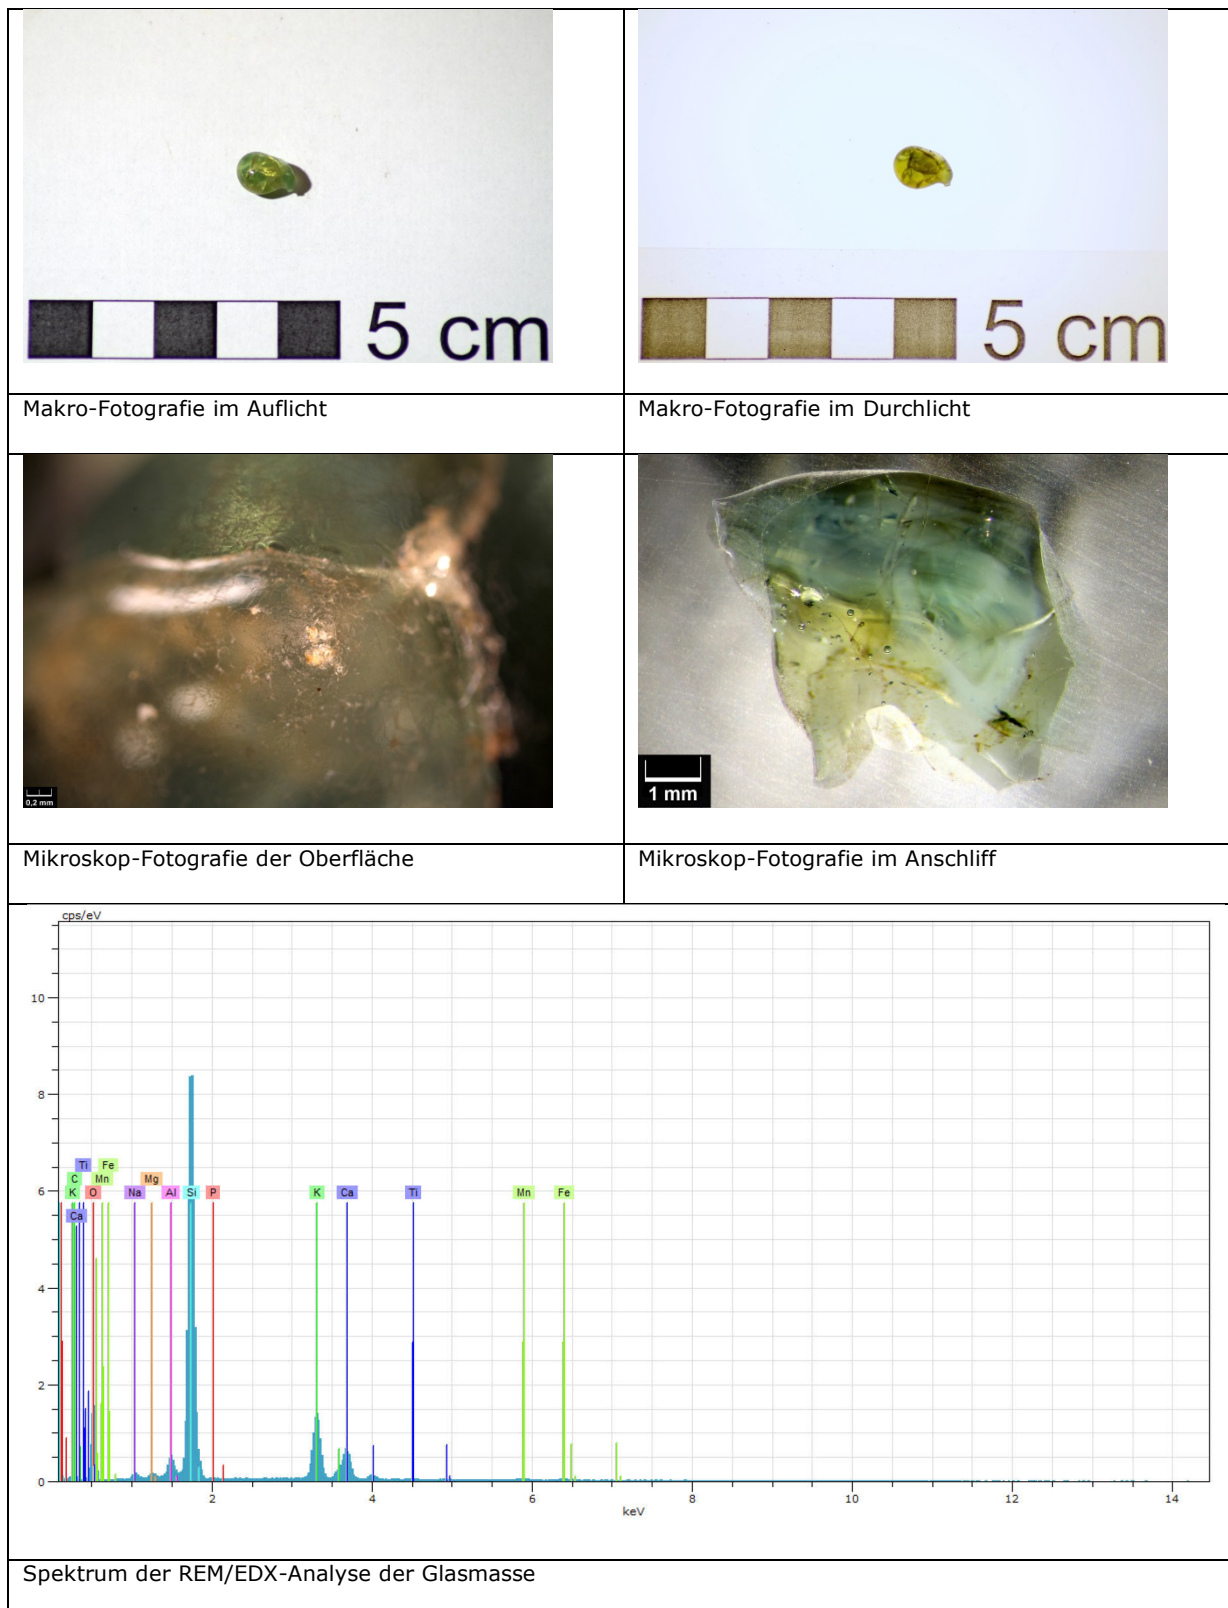 5 cm
5 cm
Makro-Fotografie im Auflicht
Makro-Fotografie im Durchlicht
0,2 mm
1 mm
Mikroskop-Fotografie der Oberfläche
Mikroskop-Fotografie im Anschliff
cps/eV
10
8
6
4
2
0
Ti Fe
C Mn Mg
K O Na Al Si P K Ca Ti Mn Fe
Ca
2 4 6 8 10 12 14
keV
Spektrum der REM/EDX-Analyse der Glasmasse